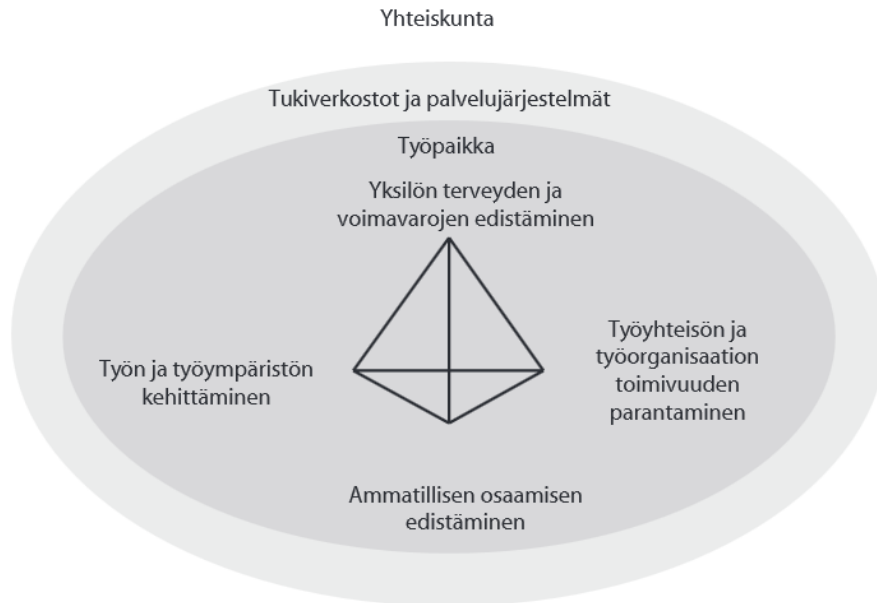 Yhteiskunta
Tukiverkostot ja palvelujärjestelmät
Työpaikka
Yksilön terveyden ja
voimavarojen edistäminen
Työn ja työympäristön
kehittäminen
Työyhteisön ja
työorganisaation
toimivuuden
parantaminen
Ammatillisen osaamisen
edistäminen